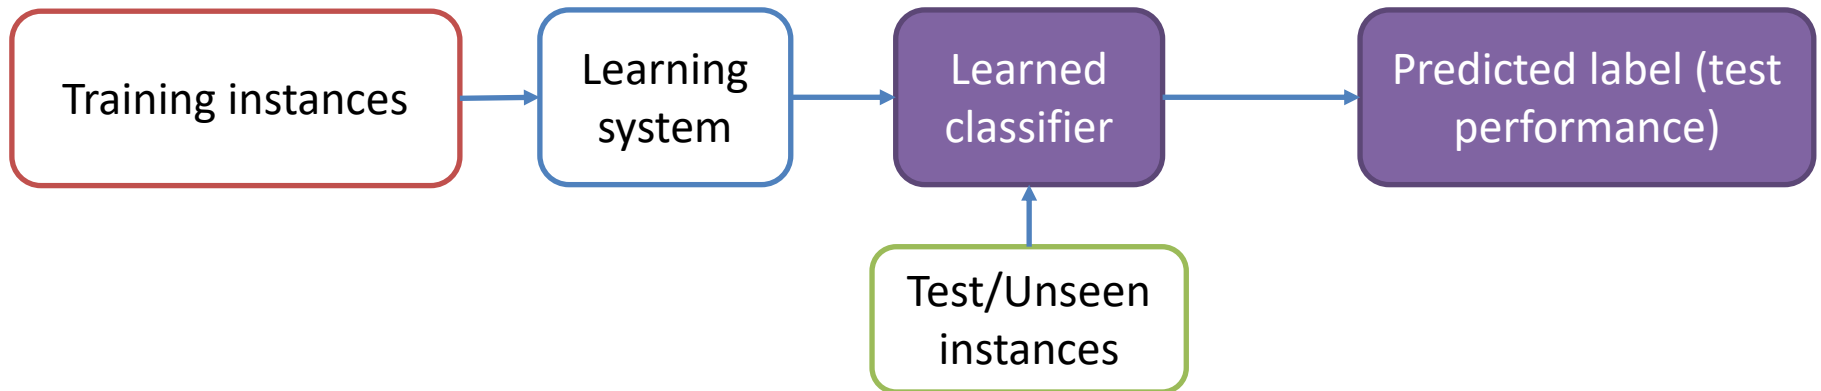 Training instances
Learning
system
Learned
classifier
Predicted label (test
performance)
Test/Unseen
instances